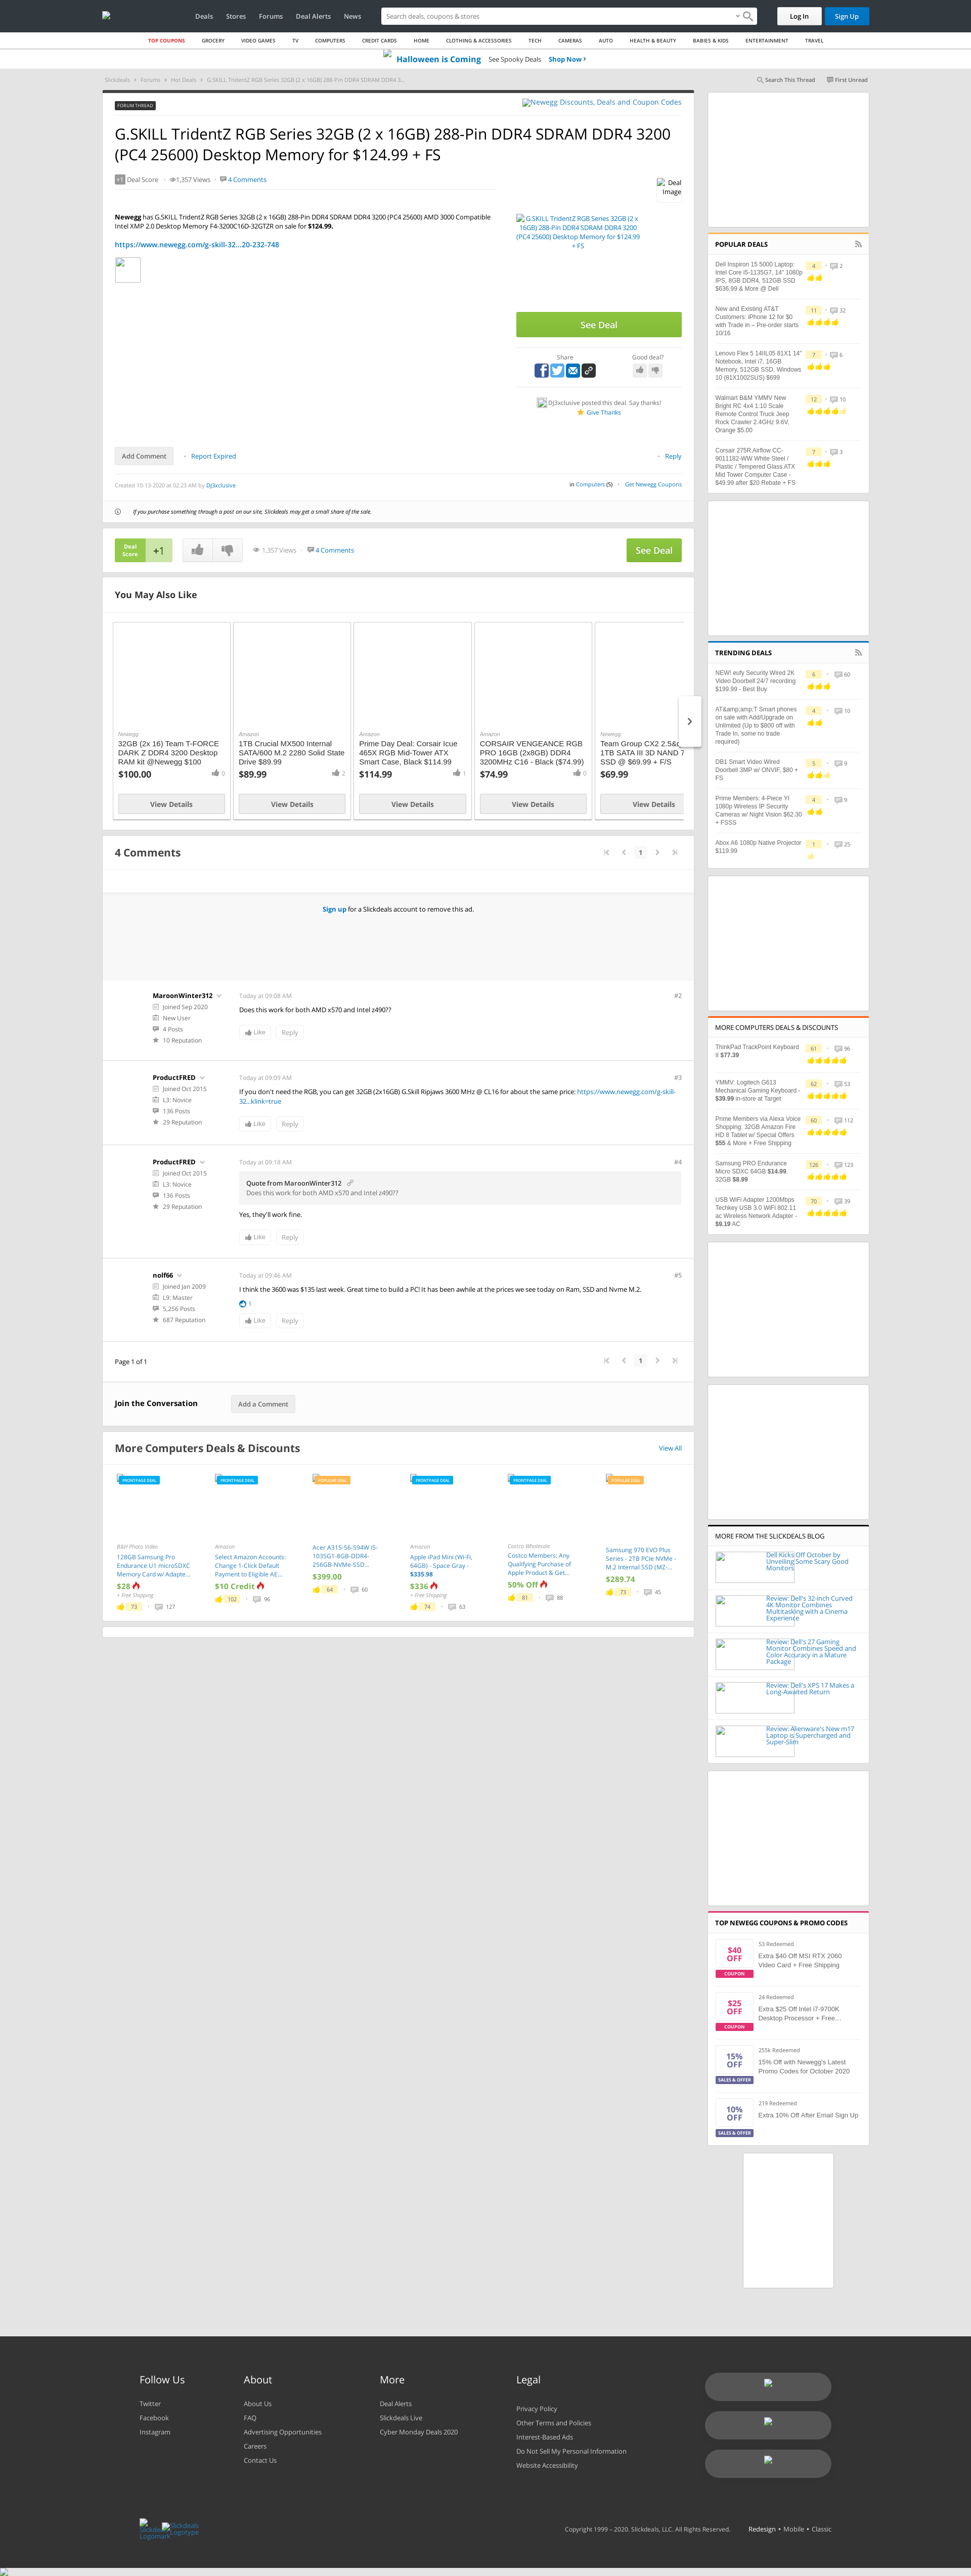 Deals Stores Forums Deal Alerts News Search deals, coupons & stores Log In Sign Up
TOP COUPONS GROCERY VIDEO GAMES TV COMPUTERS CREDIT CARDS HOME CLOTHING & ACCESSORIES TECH CAMERAS AUTO HEALTH & BEAUTY BABIES & KIDS ENTERTAINMENT TRAVEL
Halloween is Coming See Spooky Deals Shop Now ›
Slickdeals › Forums › Hot Deals › G.SKILL TridentZ RGB Series 32GB (2 x 16GB) 288-Pin DDR4 SDRAM DDR4 3...
Search This Thread First Unread
FORUM THREAD
Newegg Discounts, Deals and Coupon Codes
G.SKILL TridentZ RGB Series 32GB (2 x 16GB) 288-Pin DDR4 SDRAM DDR4 3200
(PC4 25600) Desktop Memory for $124.99 + FS
+1 Deal Score 1,357 Views 4 Comments
Deal
Image
Newegg has G.SKILL TridentZ RGB Series 32GB (2 x 16GB) 288-Pin DDR4 SDRAM DDR4 3200 (PC4 25600) AMD 3000 Compatible
Intel XMP 2.0 Desktop Memory F4-3200C16D-32GTZR on sale for $124.99.
https://www.newegg.com/g-skill-32...20-232-748
G.SKILL TridentZ RGB Series 32GB (2 x
16GB) 288-Pin DDR4 SDRAM DDR4 3200
(PC4 25600) Desktop Memory for $124.99
+ FS
See Deal
Share
Good deal?
DJ3xclusive posted this deal. Say thanks!
Give Thanks
Add Comment • Report Expired • Reply
Created 10-13-2020 at 02:23 AM by DJ3xclusive
in Computers (5) • Get Newegg Coupons
If you purchase something through a post on our site, Slickdeals may get a small share of the sale.
Deal
Score +1
1,357 Views 4 Comments
See Deal
You May Also Like
Newegg
32GB (2x 16) Team T-FORCE
DARK Z DDR4 3200 Desktop
RAM kit @Newegg $100
$100.00 0
View Details
Amazon
1TB Crucial MX500 Internal
SATA/600 M.2 2280 Solid State
Drive $89.99
$89.99 2
View Details
Amazon
Prime Day Deal: Corsair Icue
465X RGB Mid-Tower ATX
Smart Case, Black $114.99
$114.99 1
View Details
Amazon
CORSAIR VENGEANCE RGB
PRO 16GB (2x8GB) DDR4
3200MHz C16 - Black ($74.99)
$74.99 0
View Details
Newegg
Team Group CX2 2.5&q
1TB SATA III 3D NAND 7
SSD @ $69.99 + F/S
$69.99
View Details
4 Comments
1
Sign up for a Slickdeals account to remove this ad.
MaroonWinter312
Joined Sep 2020
New User
4 Posts
10 Reputation
Today at 09:08 AM #2
Does this work for both AMD x570 and Intel z490??
Like Reply
ProductFRED
Joined Oct 2015
L3: Novice
136 Posts
29 Reputation
Today at 09:09 AM #3
If you don't need the RGB, you can get 32GB(2x16GB) G.Skill Ripjaws 3600 MHz @ CL16 for about the same price: https://www.newegg.com/g-skill-
32...klink=true
Like Reply
ProductFRED
Joined Oct 2015
L3: Novice
136 Posts
29 Reputation
Today at 09:18 AM #4
Quote from MaroonWinter312
Does this work for both AMD x570 and Intel z490??
Yes, they'll work fine.
Like Reply
nolf66
Joined Jan 2009
L9: Master
5,256 Posts
687 Reputation
Today at 09:46 AM #5
I think the 3600 was $135 last week. Great time to build a PC! It has been awhile at the prices we see today on Ram, SSD and Nvme M.2.
1
Like Reply
Page 1 of 1
1
Join the Conversation Add a Comment
More Computers Deals & Discounts View All
FRONTPAGE DEAL
B&H Photo Video
128GB Samsung Pro
Endurance U1 microSDXC
Memory Card w/ Adapte...
$28
+ Free Shipping
73 • 127
FRONTPAGE DEAL
Amazon
Select Amazon Accounts:
Change 1-Click Default
Payment to Eligible AE...
$10 Credit
102 • 96
POPULAR DEAL
Acer A315-56-594W i5-
1035G1-8GB-DDR4-
256GB-NVMe-SSD...
$399.00
64 • 60
FRONTPAGE DEAL
Amazon
Apple iPad Mini (Wi-Fi,
64GB) - Space Gray -
$335.98
$336
+ Free Shipping
74 • 63
FRONTPAGE DEAL
Costco Wholesale
Costco Members: Any
Qualifying Purchase of
Apple Product & Get...
50% Off
81 • 88
POPULAR DEAL
Samsung 970 EVO Plus
Series - 2TB PCIe NVMe -
M.2 Internal SSD (MZ-...
$289.74
73 • 45
POPULAR DEALS
Dell Inspiron 15 5000 Laptop:
Intel Core i5-1135G7, 14" 1080p
IPS, 8GB DDR4, 512GB SSD
$636.99 & More @ Dell
4 • 2
New and Existing AT&T
Customers: iPhone 12 for $0
with Trade in – Pre-order starts
10/16
11 • 32
Lenovo Flex 5 14IIL05 81X1 14"
Notebook, Intel i7, 16GB
Memory, 512GB SSD, Windows
10 (81X1002SUS) $699
7 • 6
Walmart B&M YMMV New
Bright RC 4x4 1:10 Scale
Remote Control Truck Jeep
Rock Crawler 2.4GHz 9.6V,
Orange $5.00
12 • 10
Corsair 275R Airflow CC-
9011182-WW White Steel /
Plastic / Tempered Glass ATX
Mid Tower Computer Case -
$49.99 after $20 Rebate + FS
7 • 3
TRENDING DEALS
NEW! eufy Security Wired 2K
Video Doorbell 24/7 recording
$199.99 - Best Buy
6 • 60
AT&amp;amp;T Smart phones
on sale with Add/Upgrade on
Unlimited (Up to $800 off with
Trade In, some no trade
required)
4 • 10
DB1 Smart Video Wired
Doorbell 3MP w/ ONVIF, $80 +
FS
5 • 9
Prime Members: 4-Piece YI
1080p Wireless IP Security
Cameras w/ Night Vision $62.30
+ FSSS
4 • 9
Abox A6 1080p Native Projector
$119.99
1 • 25
MORE COMPUTERS DEALS & DISCOUNTS
ThinkPad TrackPoint Keyboard
II $77.39
61 • 96
YMMV: Logitech G613
Mechanical Gaming Keyboard -
$39.99 in-store at Target
62 • 53
Prime Members via Alexa Voice
Shopping: 32GB Amazon Fire
HD 8 Tablet w/ Special Offers
$55 & More + Free Shipping
60 • 112
Samsung PRO Endurance
Micro SDXC 64GB $14.99,
32GB $8.99
126 • 123
USB WiFi Adapter 1200Mbps
Techkey USB 3.0 WiFi 802.11
ac Wireless Network Adapter -
$9.19 AC
70 • 39
MORE FROM THE SLICKDEALS BLOG
Dell Kicks Off October by
Unveiling Some Scary Good
Monitors
Review: Dell's 32-inch Curved
4K Monitor Combines
Multitasking with a Cinema
Experience
Review: Dell's 27 Gaming
Monitor Combines Speed and
Color Accuracy in a Mature
Package
Review: Dell's XPS 17 Makes a
Long-Awaited Return
Review: Alienware's New m17
Laptop is Supercharged and
Super-Slim
TOP NEWEGG COUPONS & PROMO CODES
$40
OFF
COUPON
53 Redeemed
Extra $40 Off MSI RTX 2060
Video Card + Free Shipping
$25
OFF
COUPON
24 Redeemed
Extra $25 Off Intel i7-9700K
Desktop Processor + Free...
15%
OFF
SALES & OFFER
255k Redeemed
15% Off with Newegg's Latest
Promo Codes for October 2020
10%
OFF
SALES & OFFER
219 Redeemed
Extra 10% Off After Email Sign Up
Follow Us
Twitter
Facebook
Instagram
About
About Us
FAQ
Advertising Opportunities
Careers
Contact Us
More
Deal Alerts
Slickdeals Live
Cyber Monday Deals 2020
Legal
Privacy Policy
Other Terms and Policies
Interest-Based Ads
Do Not Sell My Personal Information
Website Accessibility
Slickdeals
Logomark
Slickdeals
Logotype
Copyright 1999 – 2020. Slickdeals, LLC. All Rights Reserved. Redesign • Mobile • Classic